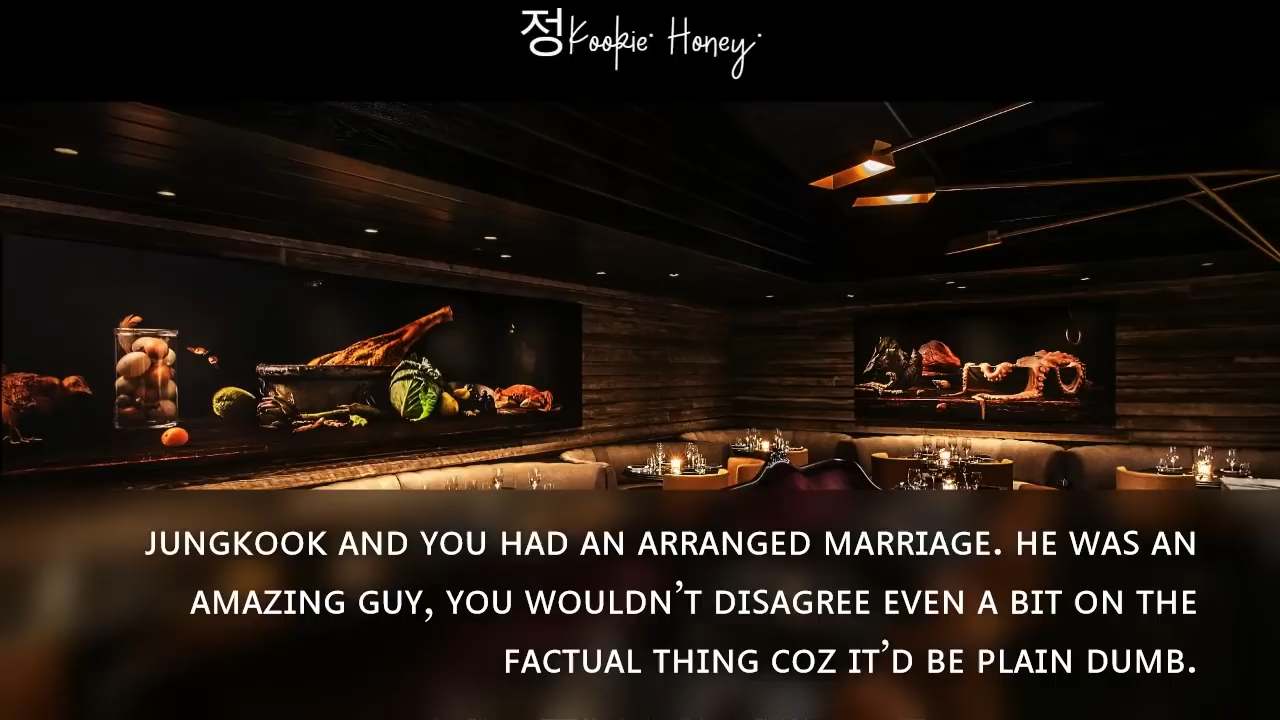 정Kookie Honey
JUNGKOOK AND YOU HAD AN ARRANGED MARRIAGE. HE WAS AN
AMAZING GUY, YOU WOULDN'T DISAGREE EVEN A BIT ON THE
FACTUAL THING COZ IT'D BE PLAIN DUMB.